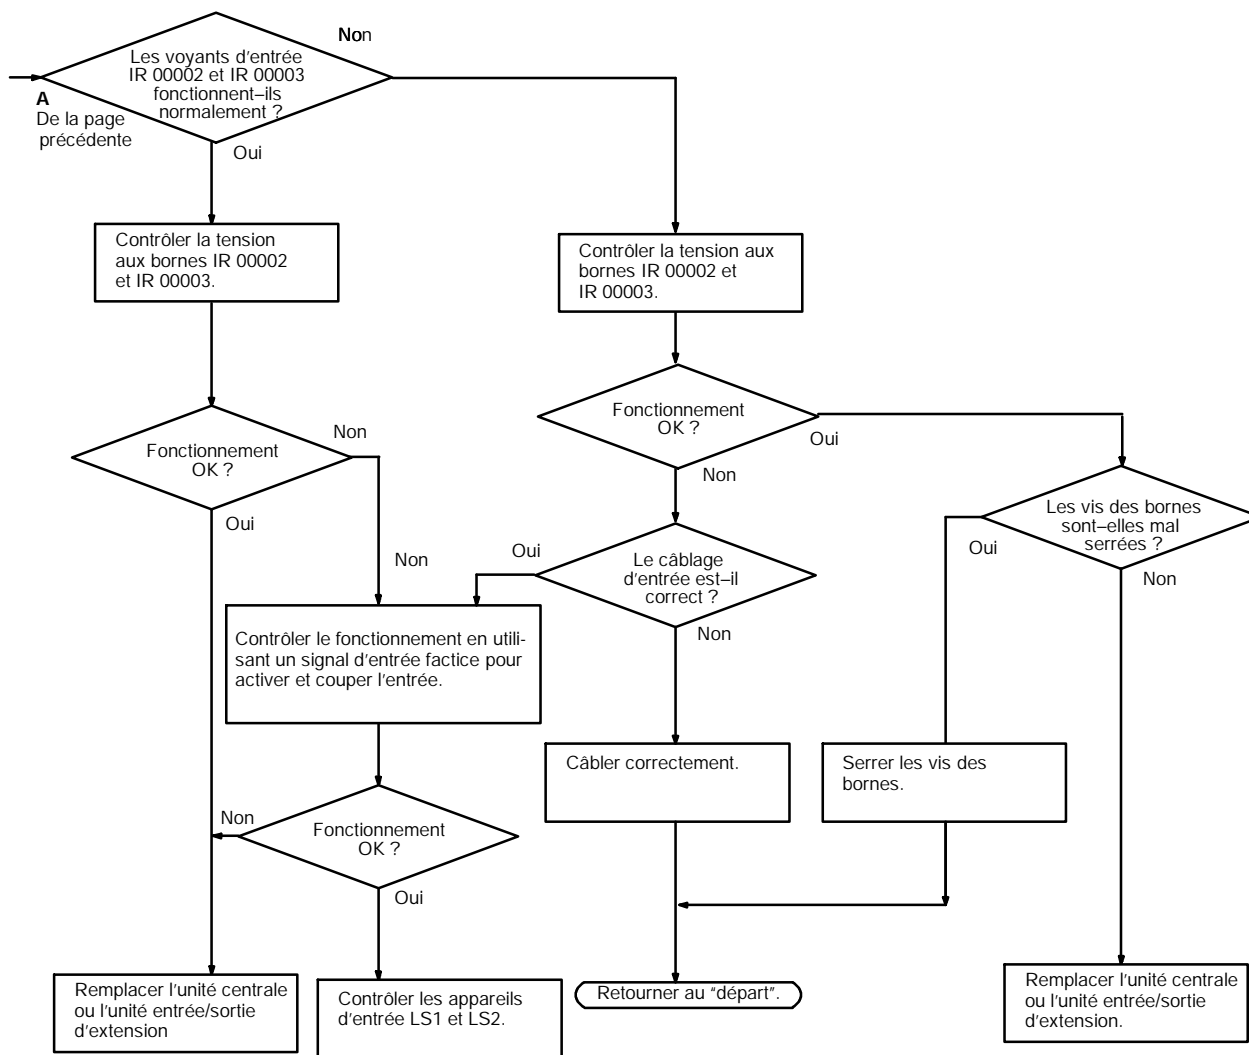 Non
Les voyants d'entrée
IR 00002 et IR 00003
fonctionnent–ils
normalement ?
A
De la page
précédente
Oui
Contrôler la tension
aux bornes IR 00002
et IR 00003.
Contrôler la tension aux
bornes IR 00002 et
IR 00003.
Fonctionnement
OK ?
Non
Oui
Fonctionnement
OK ?
Oui
Non
Les vis des bornes
sont–elles mal
serrées ?
Oui
Non
Non
Oui
Le câblage
d'entrée est–il
correct ?
Non
Contrôler le fonctionnement en utili-
sant un signal d'entrée factice pour
activer et couper l'entrée.
Câbler correctement.
Serrer les vis des
bornes.
Non
Fonctionnement
OK ?
Oui
Remplacer l'unité centrale
ou l'unité entrée/sortie
d'extension
Contrôler les appareils
d'entrée LS1 et LS2.
Retourner au "départ".
Remplacer l'unité centrale
ou l'unité entrée/sortie
d'extension.